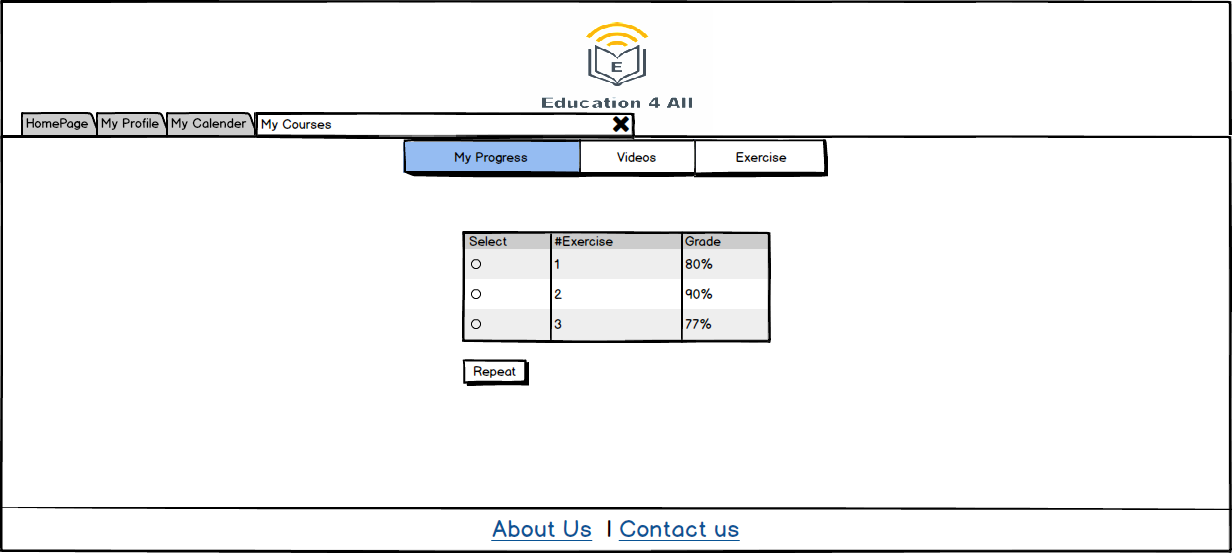 E
Education 4 All
HomePage My Profile My Calender My Courses
My Progress Videos Exercise
Select #Exercise Grade
1 80%
2 90%
3 77%
Repeat
About Us | Contact us